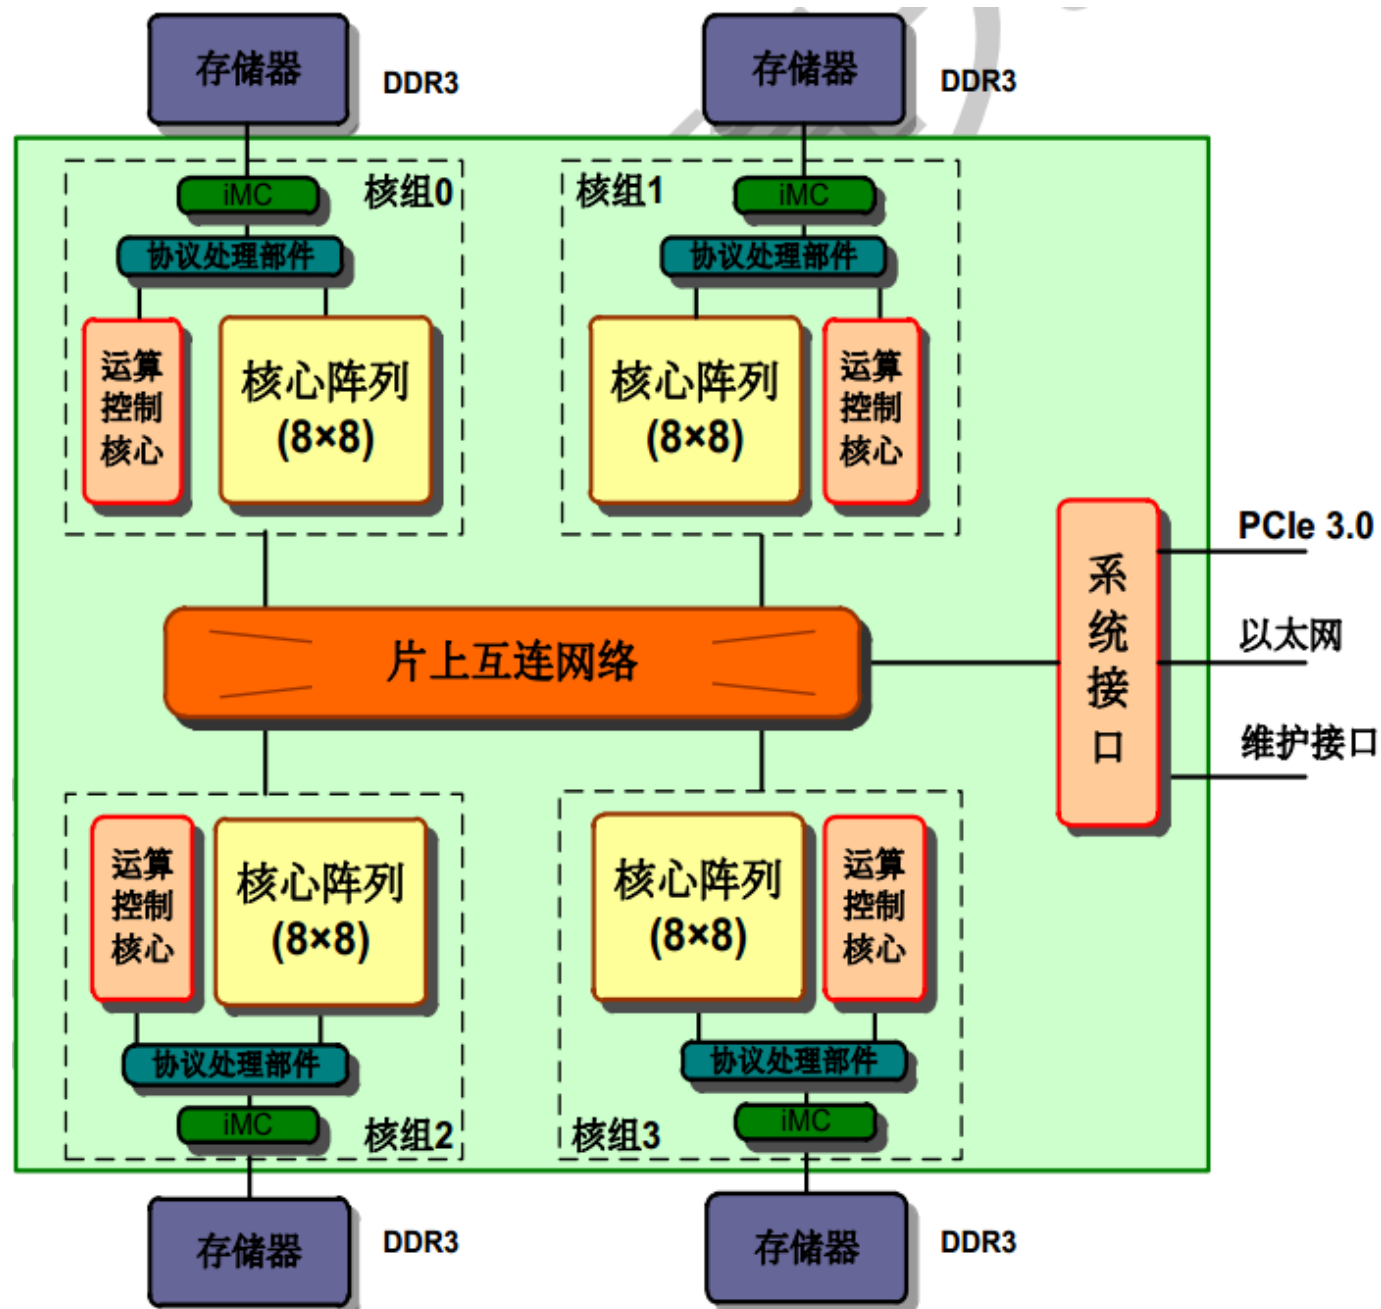 存储器
DDR3
存储器
DDR3
iMC
核组0
核组1
iMC
协议处理部件
协议处理部件
运算
控制
核心
核心阵列
(8×8)
核心阵列
(8×8)
运算
控制
核心
片上互连网络
系
统
接
口
PCIe 3.0
以太网
维护接口
运算
控制
核心
核心阵列
(8×8)
核心阵列
(8×8)
运算
控制
核心
协议处理部件
协议处理部件
iMC
核组2
核组3
iMC
存储器
DDR3
存储器
DDR3